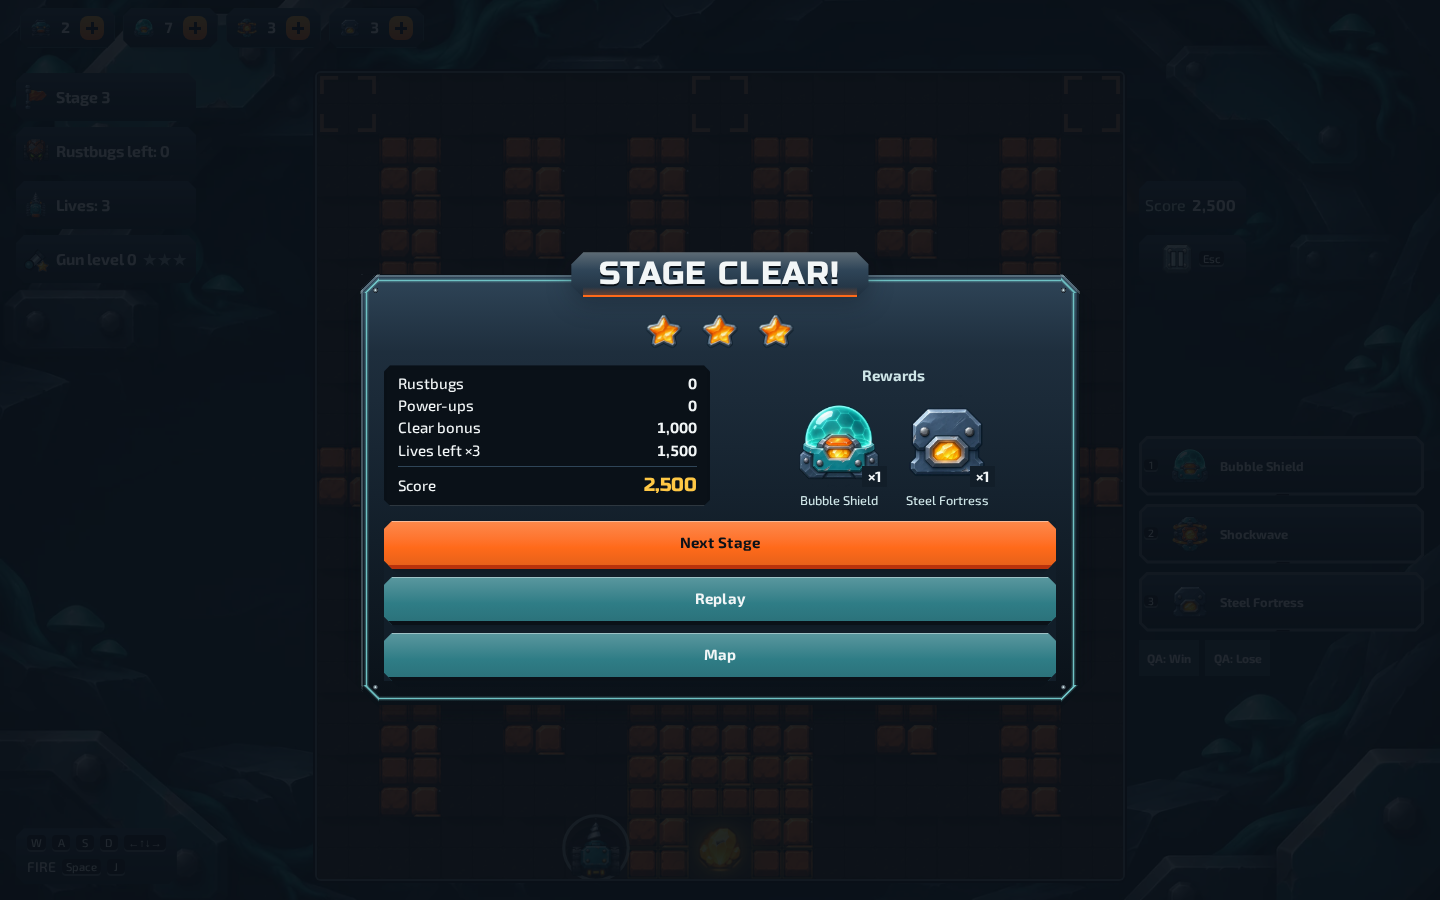 2 7 3 3
Stage 3
Rustbugs left: 0
Lives: 3
Gun level 0
Score 2,500
Esc
STAGE CLEAR!
Rustbugs 0
Power-ups 0
Clear bonus 1,000
Lives left ×3 1,500
Score 2,500
Rewards
×1 ×1
Bubble Shield Steel Fortress
Next Stage
Replay
Map
1 Bubble Shield
2 Shockwave
3 Steel Fortress
QA: Win QA: Lose
W A S D ←↑↓→
FIRE Space J